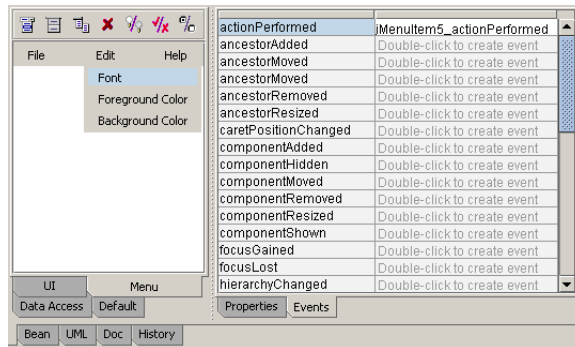 File Edit Help
Font
Foreground Color
Background Color
UI Menu
Data Access Default
actionPerformed jMenuItem5_actionPerformed
ancestorAdded Double-click to create event
ancestorMoved Double-click to create event
ancestorMoved Double-click to create event
ancestorRemoved Double-click to create event
ancestorResized Double-click to create event
caretPositionChanged Double-click to create event
componentAdded Double-click to create event
componentHidden Double-click to create event
componentMoved Double-click to create event
componentRemoved Double-click to create event
componentResized Double-click to create event
componentShown Double-click to create event
focusGained Double-click to create event
focusLost Double-click to create event
hierarchyChanged Double-click to create event
Properties Events
Bean UML Doc History